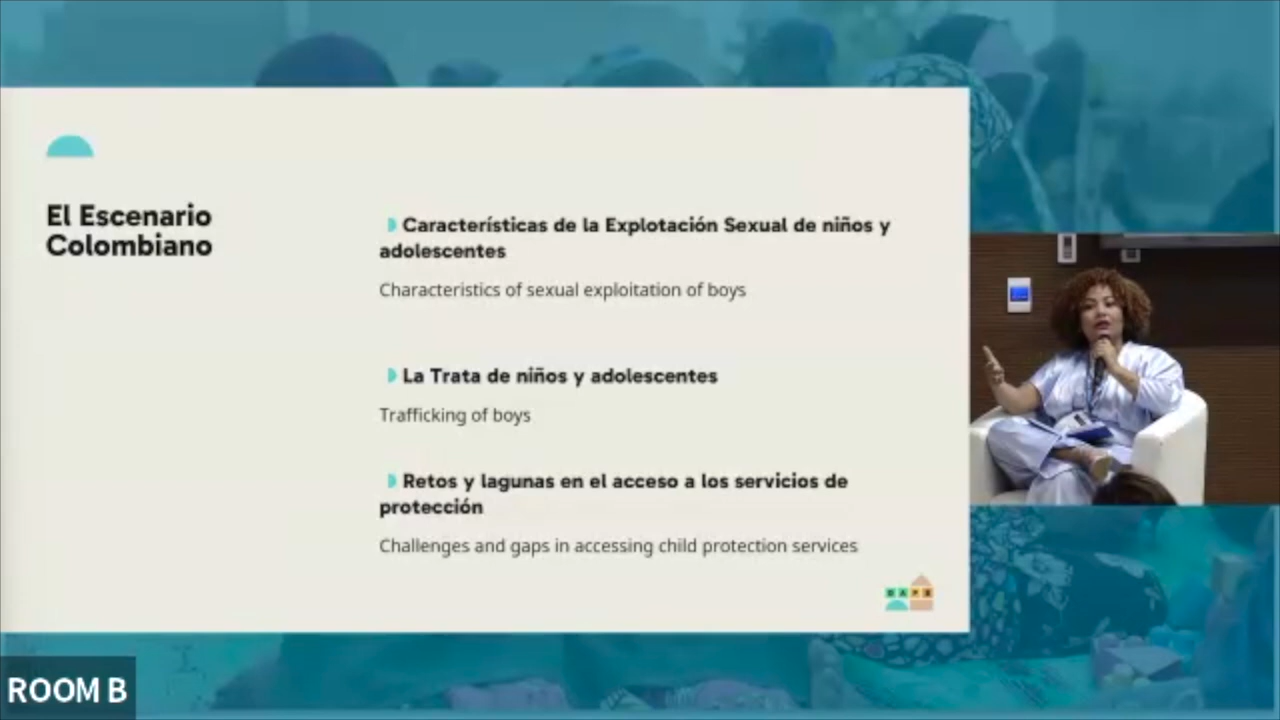 El Escenario
Colombiano
Características de la Explotación Sexual de niños y
adolescentes
Characteristics of sexual exploitation of boys
La Trata de niños y adolescentes
Trafficking of boys
Retos y lagunas en el acceso a los servicios de
protección
Challenges and gaps in accessing child protection services
ROOM B